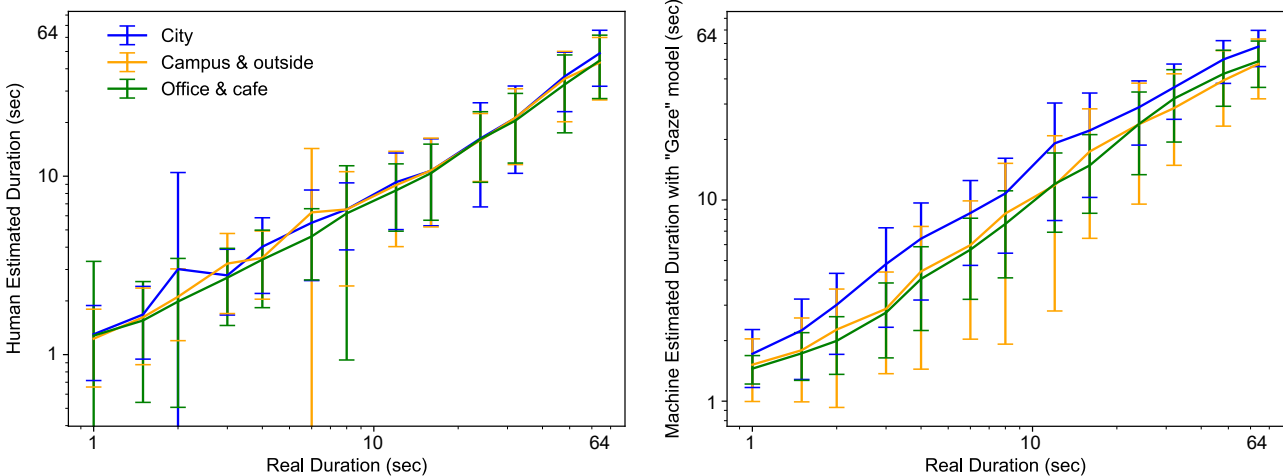 Human Estimated Duration (sec)
64
10
1
City
Campus & outside
Office & cafe
1
10
64
Real Duration (sec)
Machine Estimated Duration with "Gaze" model (sec)
64
10
1
1
10
64
Real Duration (sec)